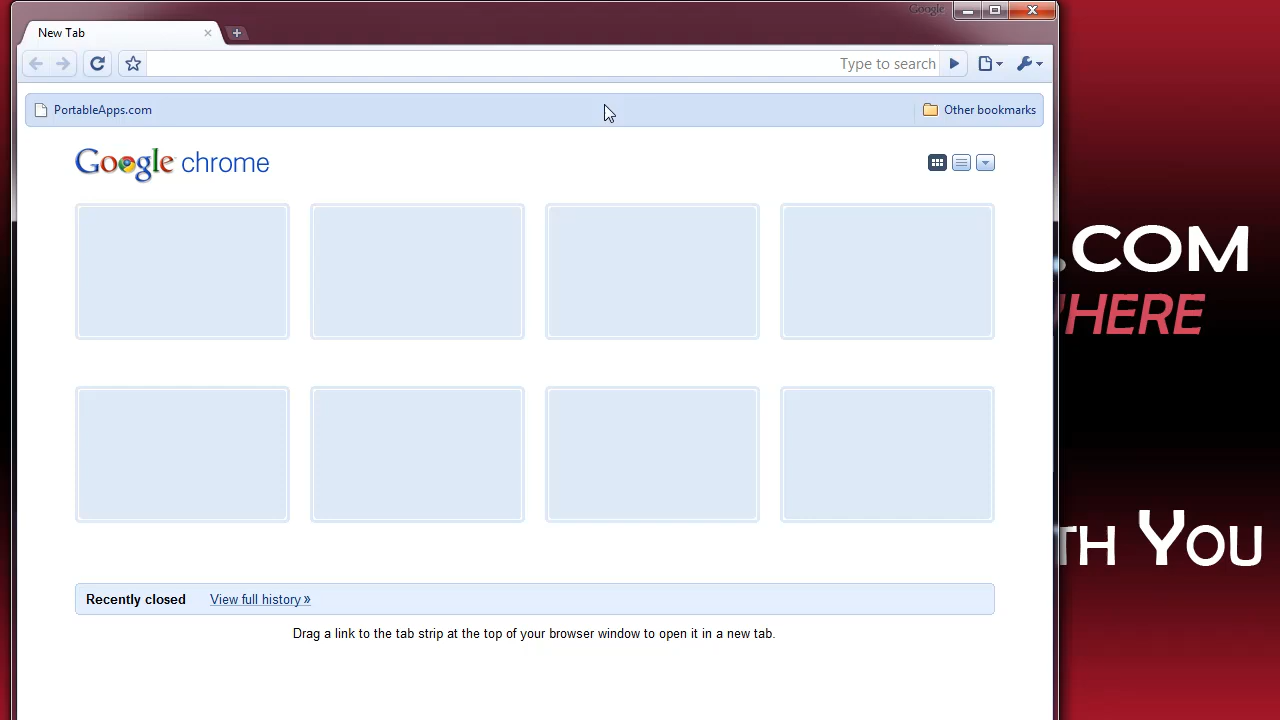 Google
New Tab
Type to search
PortableApps.com
Other bookmarks
Google chrome
.COM
HERE
TH YOU
Recently closed View full history »
Drag a link to the tab strip at the top of your browser window to open it in a new tab.